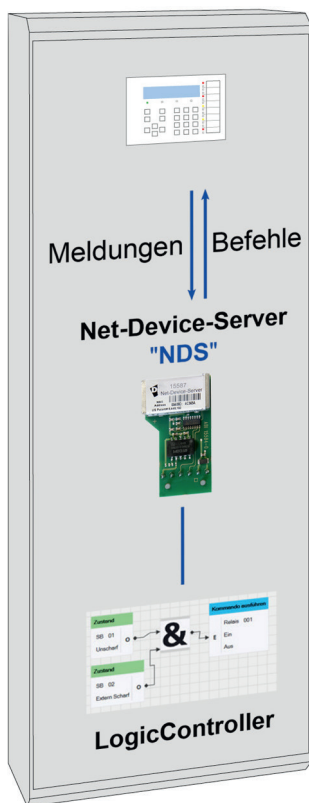 Meldungen Befehle
Net-Device-Server
"NDS"
15587
Net-Device-Server
Zustand
SB 01
Unscharf
Kommando ausführen
Relais 001
Ein
E
Aus
&
Zustand
SB 02
Extern Scharf
LogicController